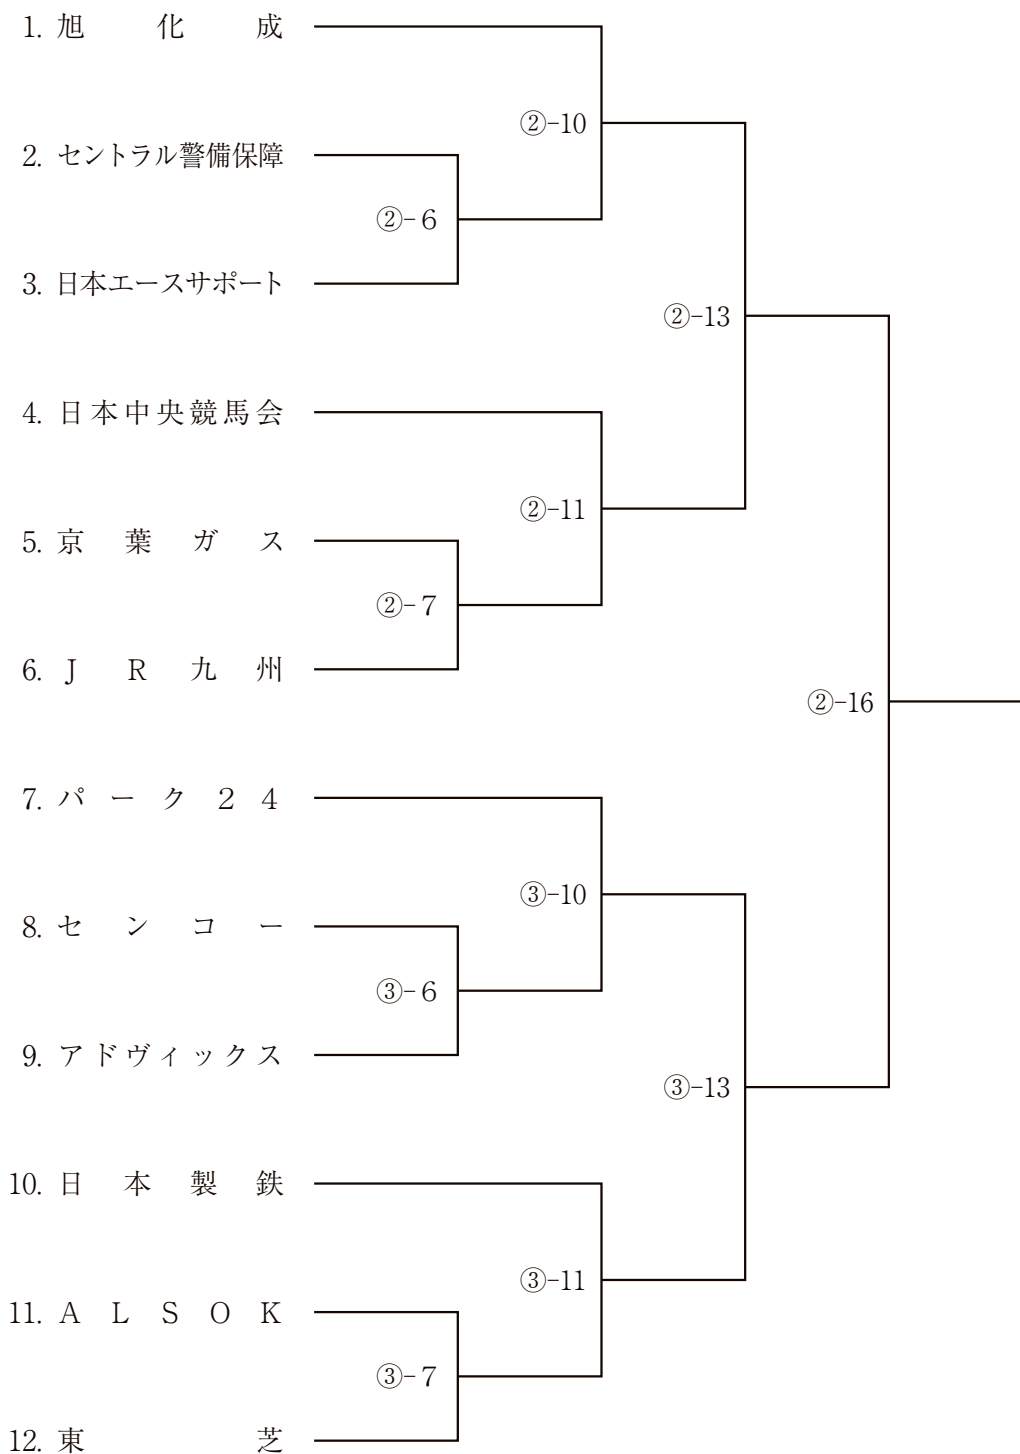 1. 旭化成
②-10
2. セントラル警備保障
②-6
3. 日本エースサポート
②-13
4. 日本中央競馬会
②-11
5. 京葉ガス
②-7
6. JR九州
②-16
7. パーク24
③-10
8. センコー
③-6
9. アドヴィックス
③-13
10. 日本製鉄
③-11
11. ALSOK
③-7
12. 東芝